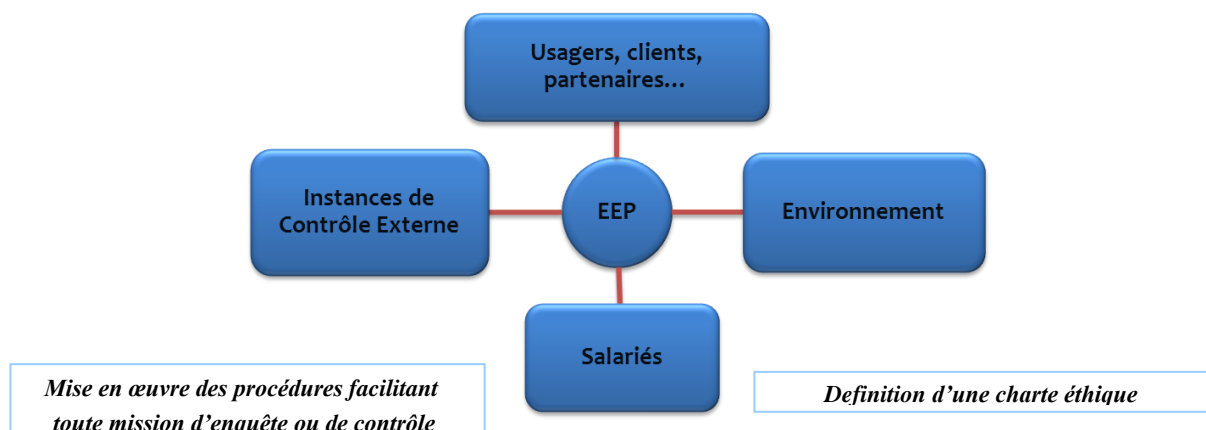 Usagers, clients,
partenaires...
Instances de
Contrôle Externe
EEP
Environnement
Salariés
Mise en œuvre des procédures facilitant
toute mission d'enquête ou de contrôle
Definition d'une charte éthique